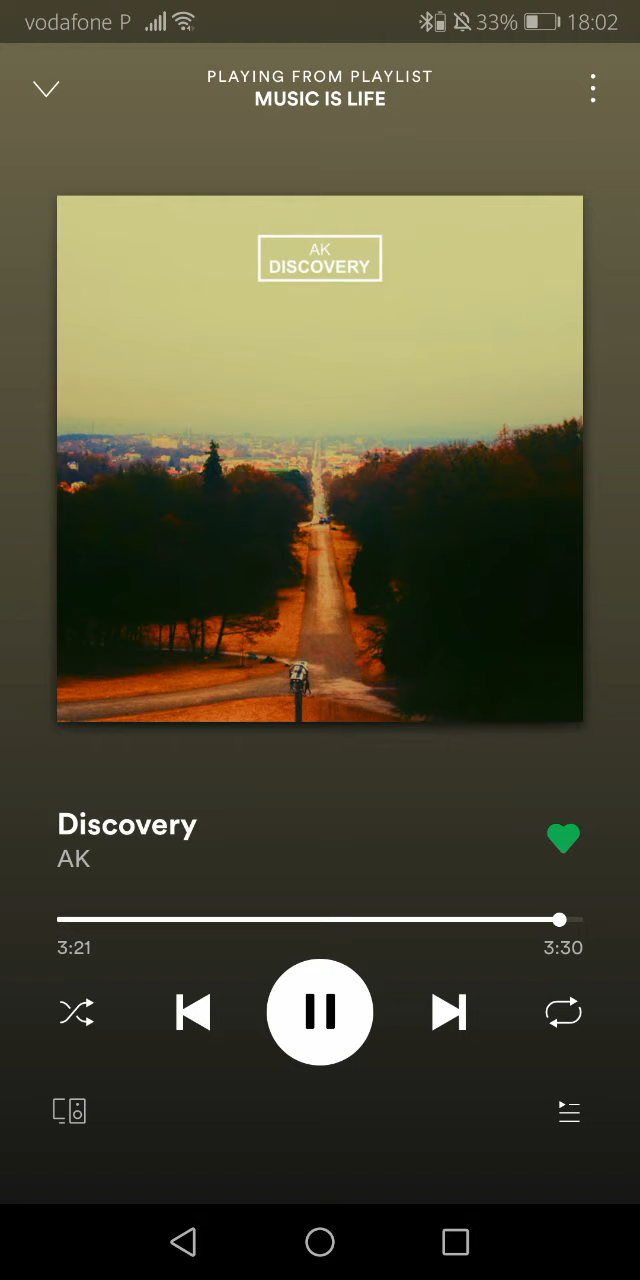 vodafone P 33% 18:02
PLAYING FROM PLAYLIST
MUSIC IS LIFE
AK
DISCOVERY
Discovery
AK
3:21 3:30